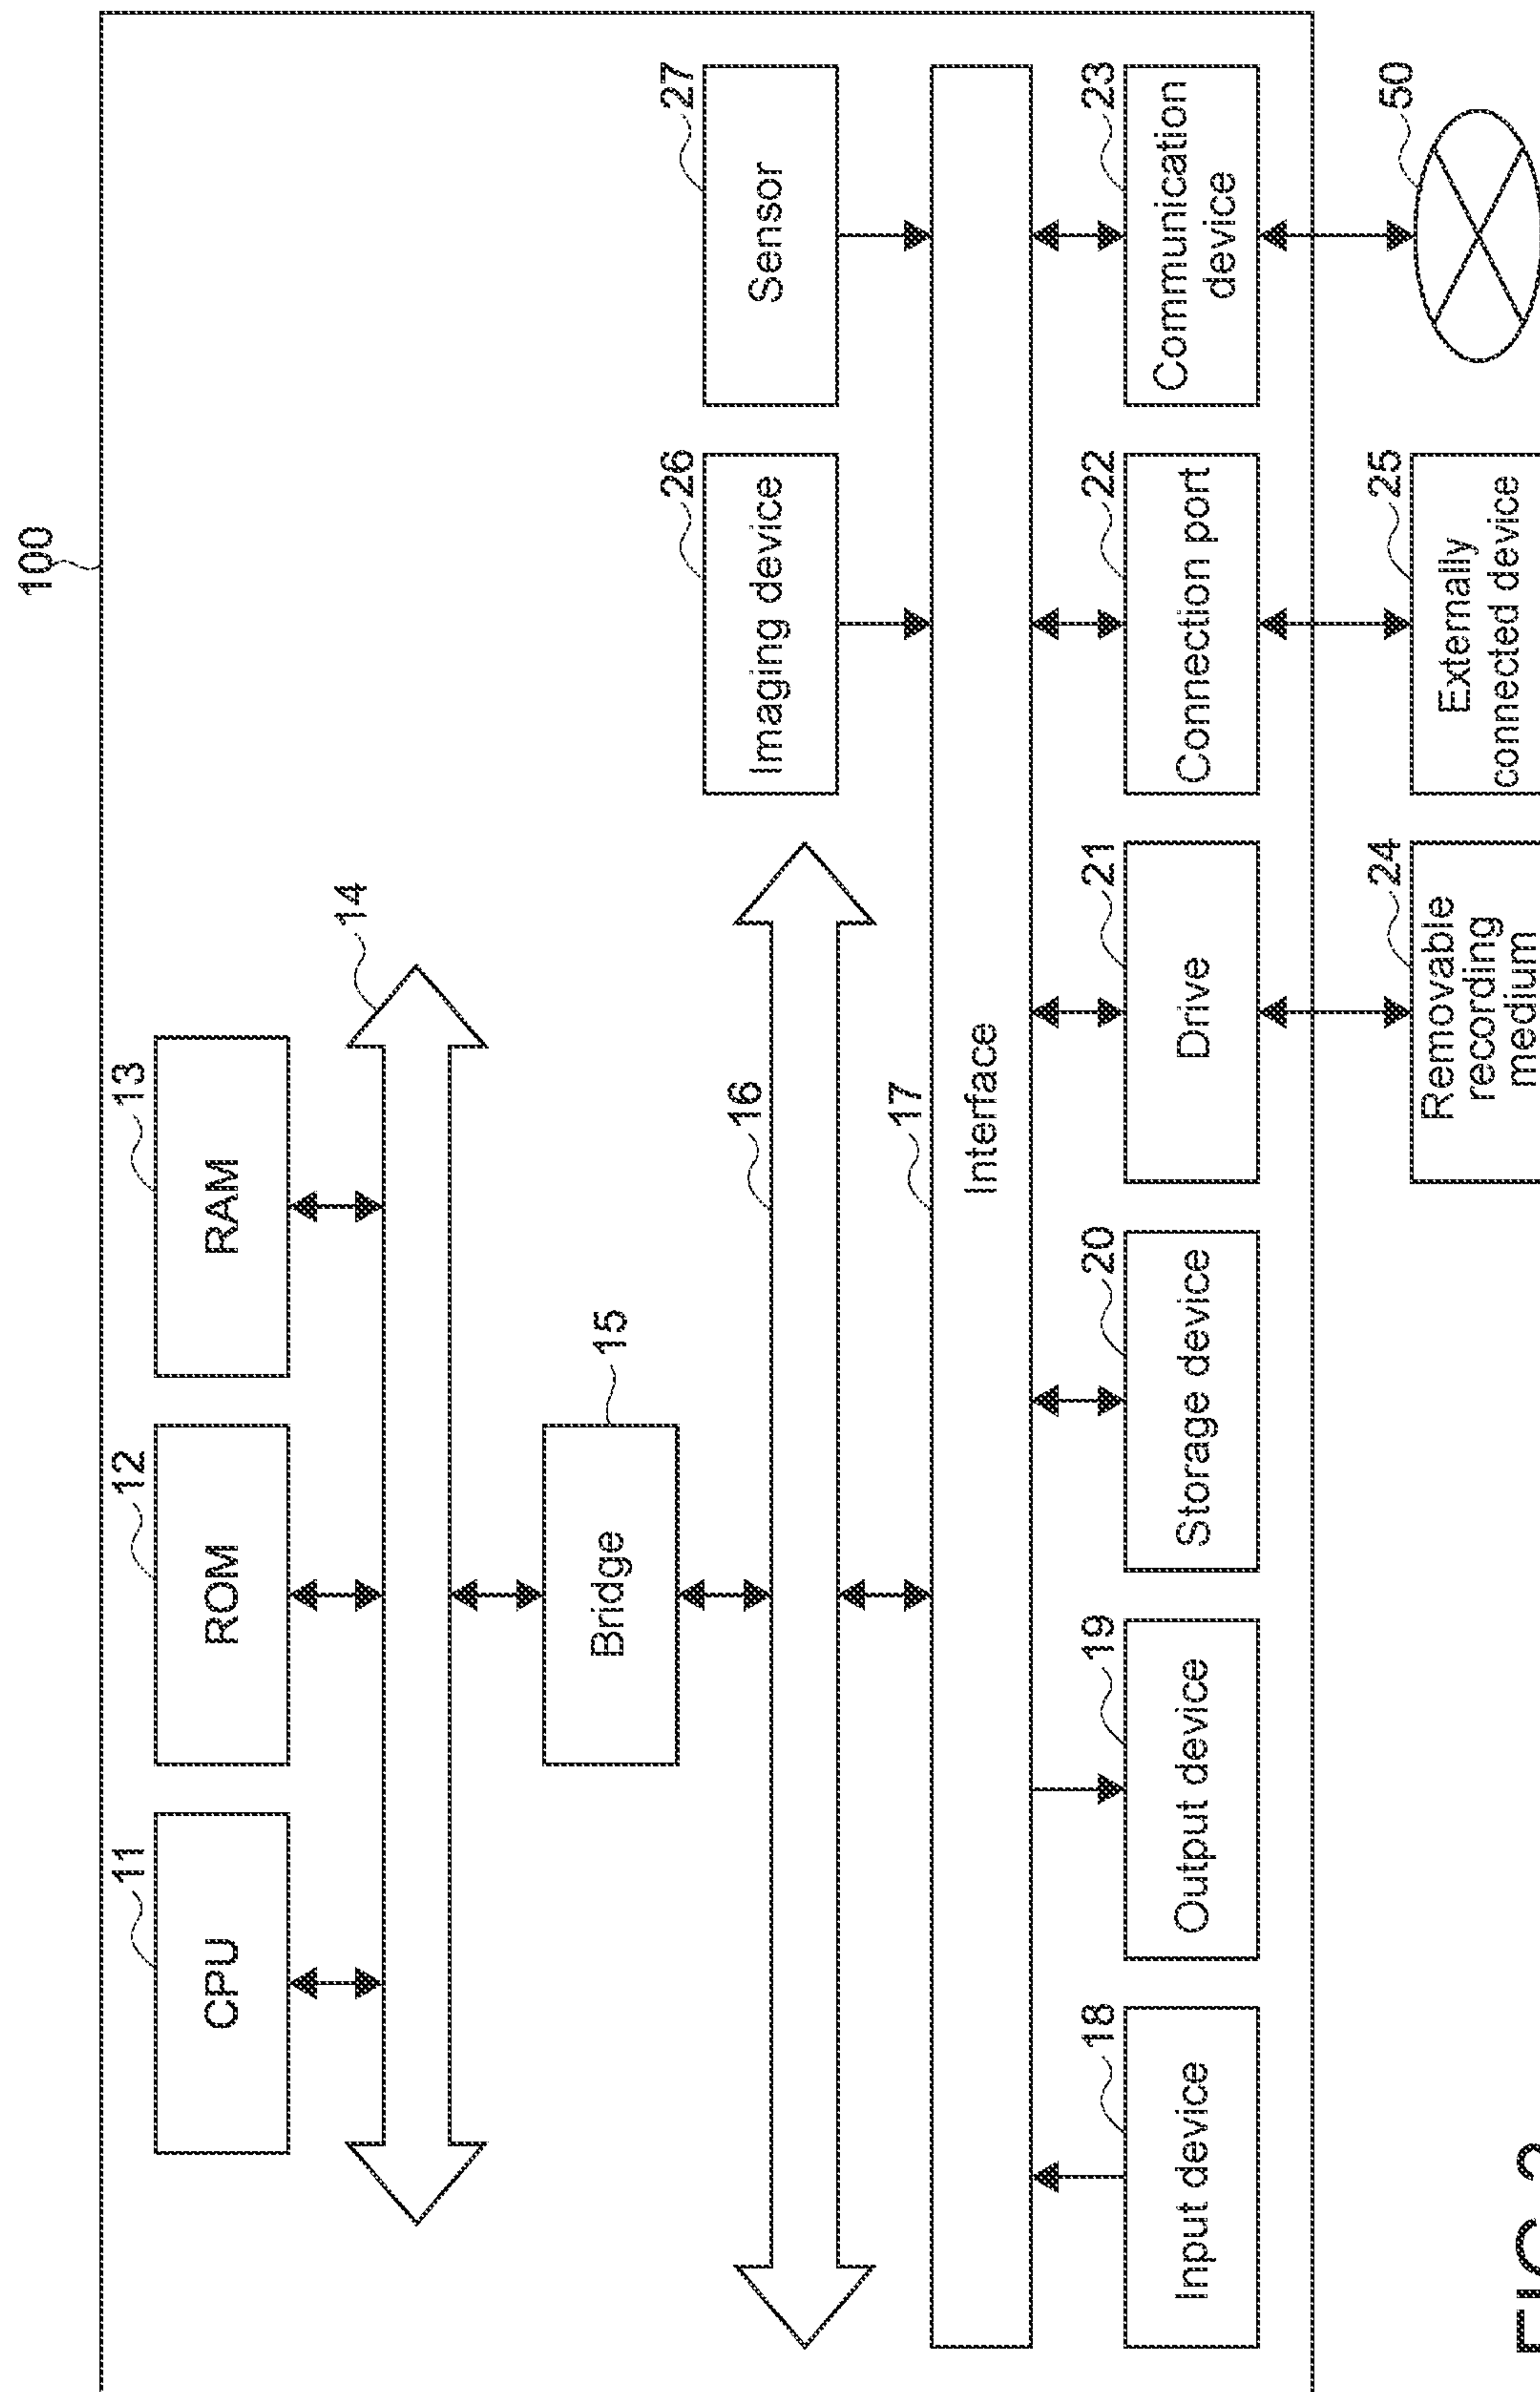 100
11
12
13
CPU
ROM
RAM
14
15
Bridge
26
27
Imaging device
Sensor
16
17
Interface
18
19
20
21
22
23
Input device
Output device
Storage device
Drive
Connection port
Communication
device
24
25
50
Removable
recording
medium
Externally
connected device